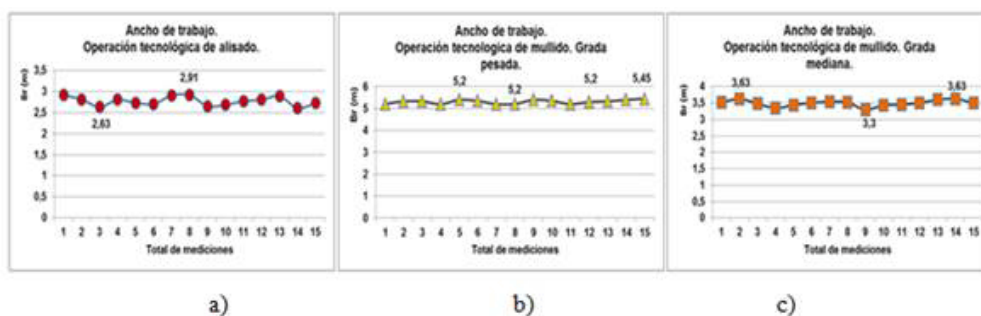 Ancho de trabajo.
Operación tecnológica de alisado.
Br (m)
3,5
3
2,5
2
1,5
1
0,5
0
2,91
2,63
1 2 3 4 5 6 7 8 9 10 11 12 13 14 15
Total de mediciones
a)
Ancho de trabajo.
Operación tecnologica de mullido. Grada
pesada.
Br (m)
6
5
4
3
2
1
0
5,2
5,2
5,2
5,45
1 2 3 4 5 6 7 8 9 10 11 12 13 14 15
Total de mediciones
b)
Ancho de trabajo.
Operación tecnológica de mullido. Grada
mediana.
Br (m)
4
3,5
3
2,5
2
1,5
1
0,5
0
3,63
3,3
3,63
1 2 3 4 5 6 7 8 9 10 11 12 13 14 15
Total de mediciones
c)